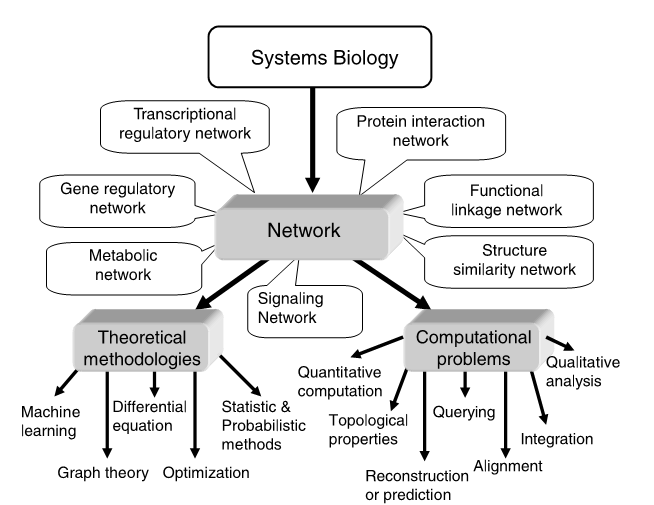 Systems Biology
Transcriptional
regulatory network
Protein interaction
network
Gene regulatory
network
Functional
linkage network
Network
Metabolic
network
Structure
similarity network
Signaling
Network
Theoretical
methodologies
Computational
problems
Machine
learning
Differential
equation
Statistic &
Probabilistic
methods
Graph theory
Optimization
Quantitative
computation
Qualitative
analysis
Topological
properties
Querying
Integration
Reconstruction
or prediction
Alignment